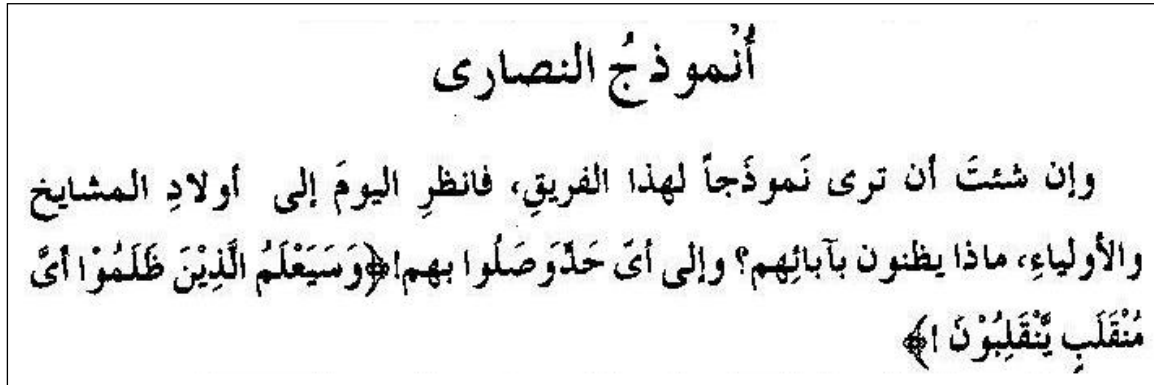 أُنْموذجُ النصارى
وإن شئتَ أن ترى نَموذَجاً لهذا الفريقِ، فانظرِ اليومَ إلى أولادِ المشايخ
والأولياءِ، ماذا يظنون بآبائِهم؟ وإلى أىّ حَدٍّ وَصَلُوا بهم!﴿وَسَيَعْلَمُ الَّذِيْنَ ظَلَمُوْا أىَّ
مُنْقَلَبٍ يَّنْقَلِبُوْنَ !﴾